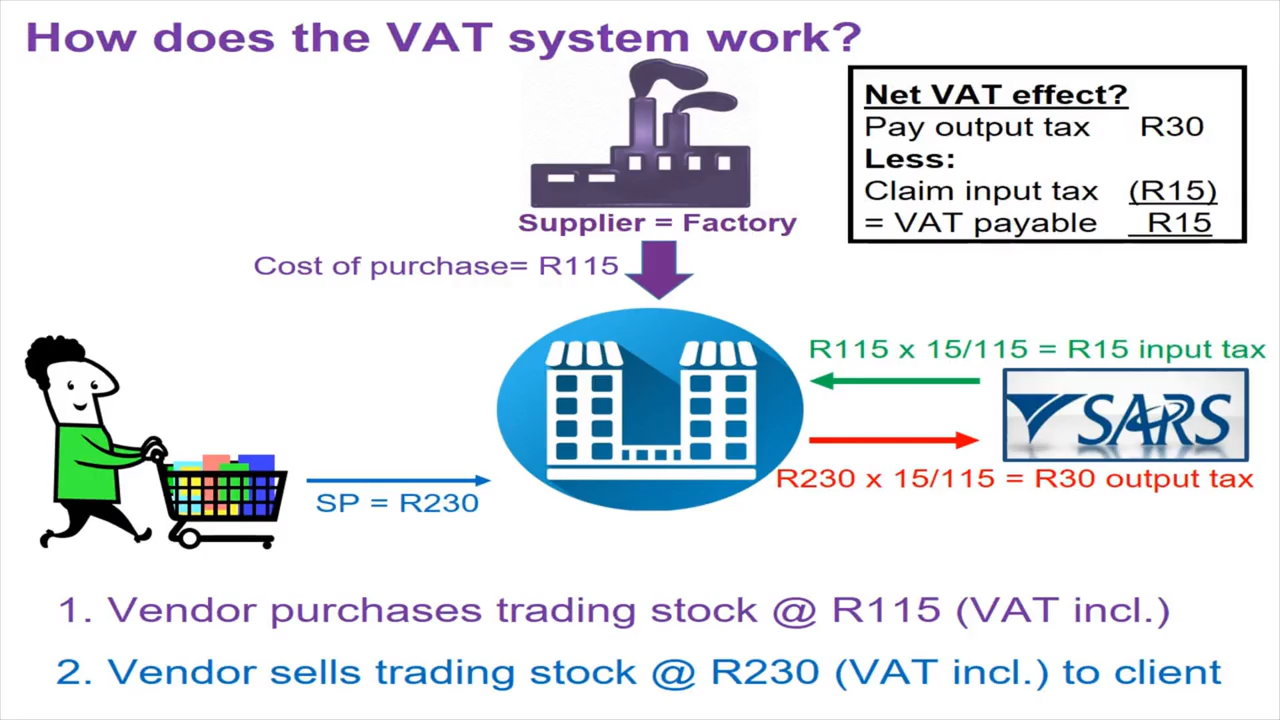 How does the VAT system work?
Net VAT effect?
Pay output tax R30
Less:
Claim input tax (R15)
= VAT payable R15
Supplier = Factory
Cost of purchase= R115
R115 x 15/115 = R15 input tax
SARS
R230 x 15/115 = R30 output tax
SP = R230
1. Vendor purchases trading stock @ R115 (VAT incl.)
2. Vendor sells trading stock @ R230 (VAT incl.) to client